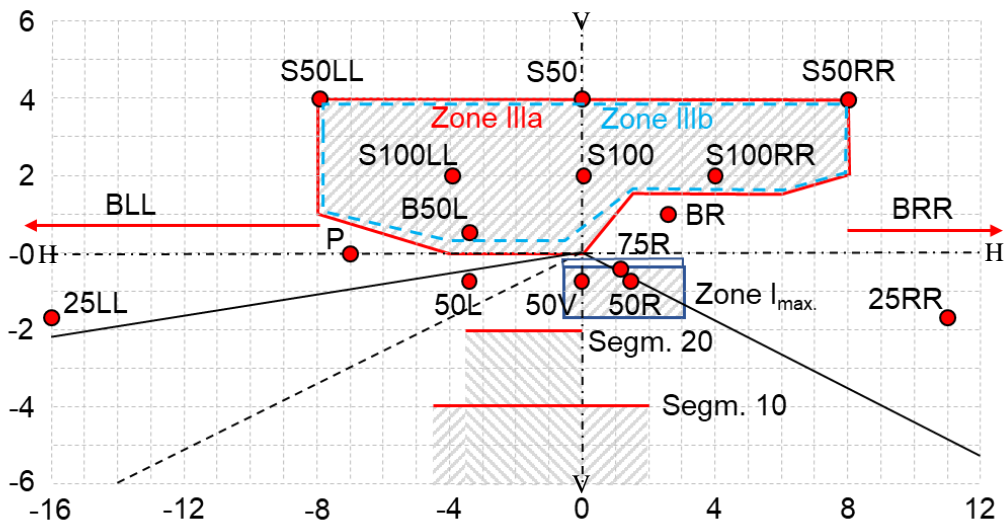 6
V
S50LL
S50
S50RR
4
Zone IIIa
Zone IIIb
S100LL
S100
S100RR
2
BLL
B50L
BR
BRR
P
75R
-0
H
H
25LL
50L
50V
50R
Zone Imax.
25RR
-2
Segm. 20
-4
Segm. 10
-6
V
-16
-12
-8
-4
0
4
8
12